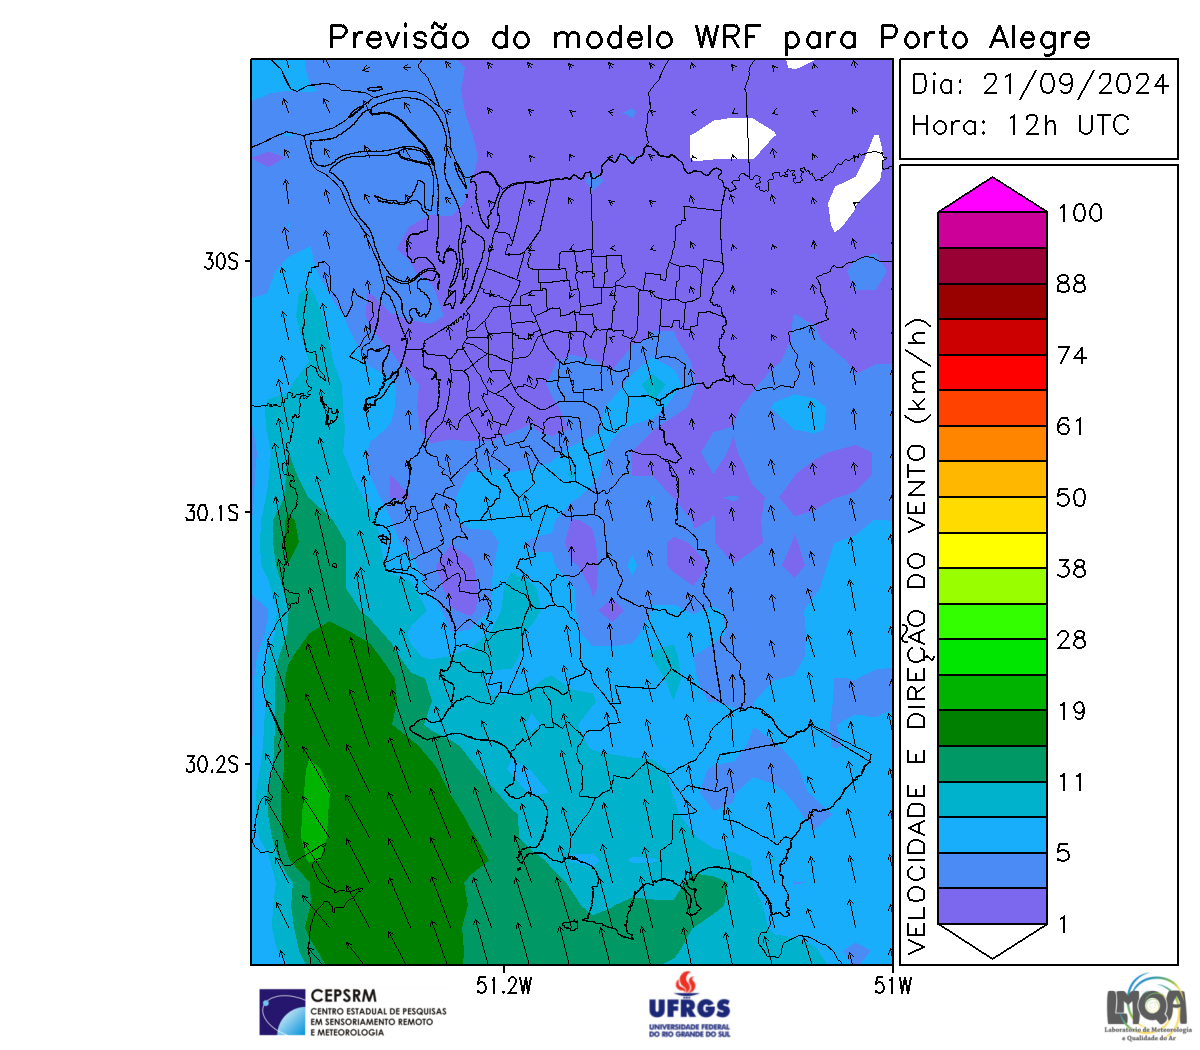 Previsão do modelo WRF para Porto Alegre
Dia: 21/09/2024
Hora: 12h UTC
30S
30.1S
30.2S
51.2W
51W
VELOCIDADE E DIREÇÃO DO VENTO (km/h)
100
88
74
61
50
38
28
19
11
5
1
CEPSRM
CENTRO ESTADUAL DE PESQUISAS
EM SENSORIAMENTO REMOTO
E METEOROLOGIA
UFRGS
UNIVERSIDADE FEDERAL
DO RIO GRANDE DO SUL
LMQA
Laboratório de Meteorologia
e Qualidade do Ar